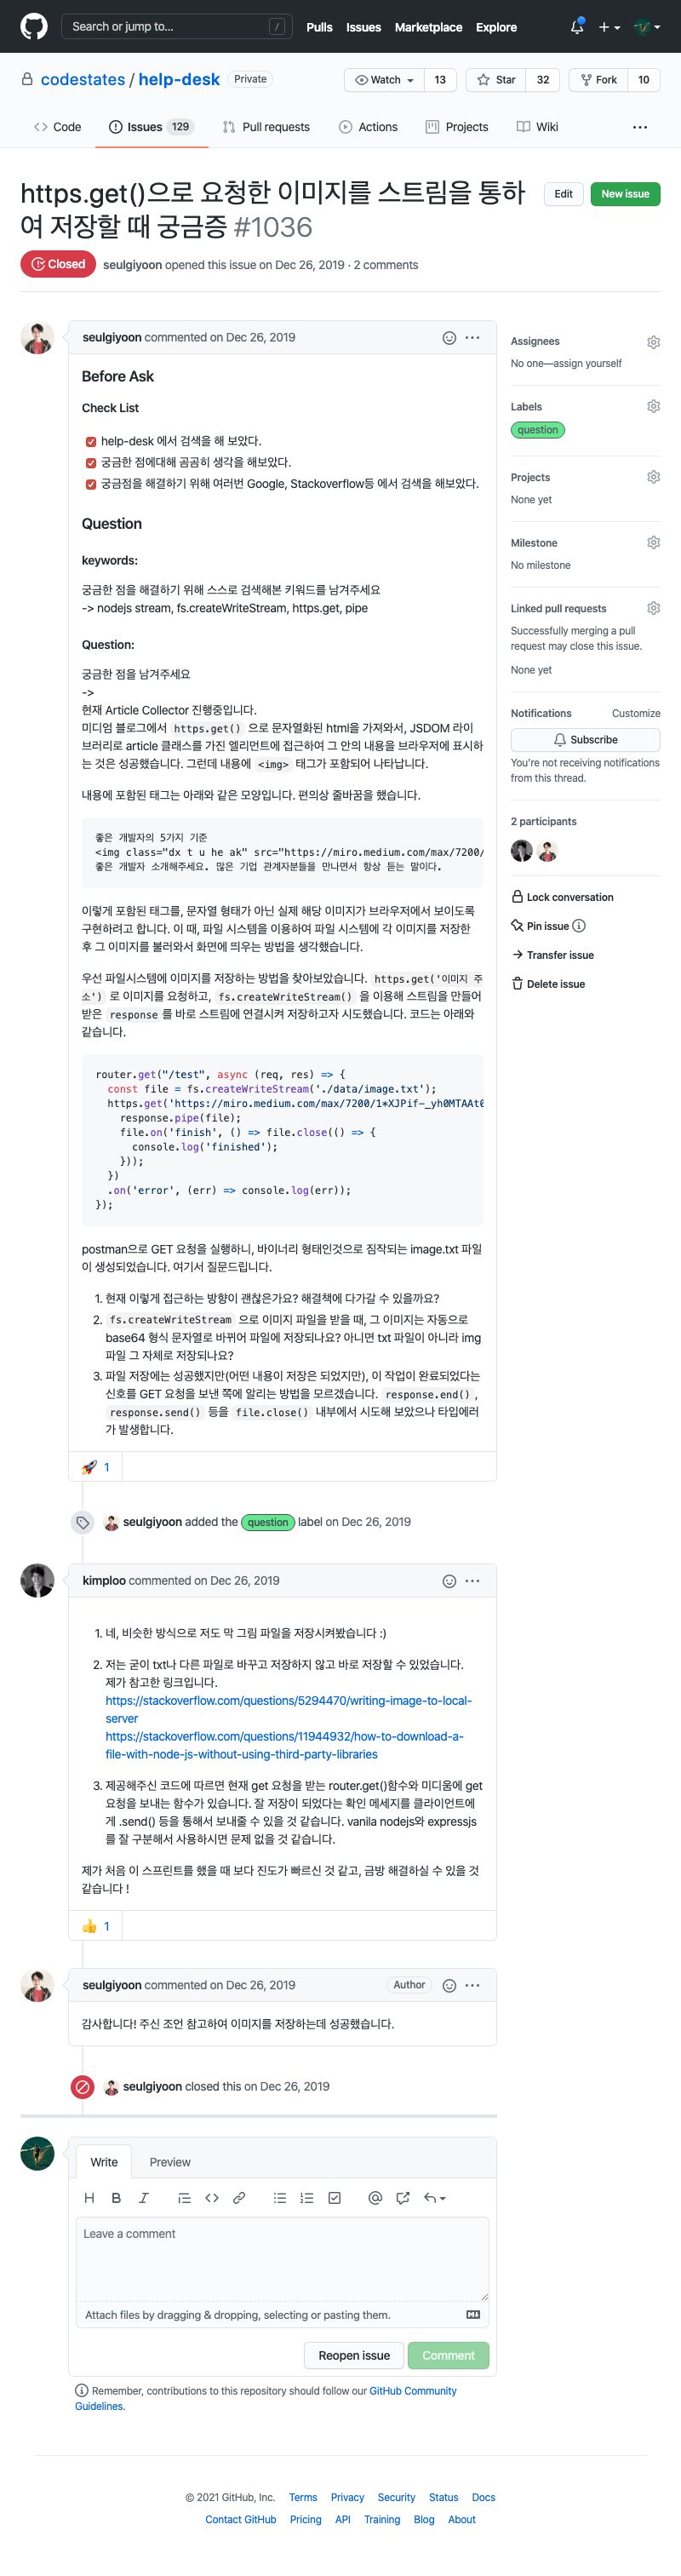 Search or jump to...
/
Pulls Issues Marketplace Explore
codestates / help-desk Private
Watch 13 Star 32 Fork 10
Code Issues 129 Pull requests Actions Projects Wiki ...
https.get()으로 요청한 이미지를 스트림을 통하
여 저장할 때 궁금증 #1036
Edit New issue
Closed seulgiyoon opened this issue on Dec 26, 2019 · 2 comments
seulgiyoon commented on Dec 26, 2019
Before Ask
Check List
help-desk 에서 검색을 해 보았다.
궁금한 점에대해 곰곰히 생각을 해보았다.
궁금점을 해결하기 위해 여러번 Google, Stackoverflow등 에서 검색을 해보았다.
Question
keywords:
궁금한 점을 해결하기 위해 스스로 검색해본 키워드를 남겨주세요
-> nodejs stream, fs.createWriteStream, https.get, pipe
Question:
궁금한 점을 남겨주세요
->
현재 Article Collector 진행중입니다.
미디엄 블로그에서 https.get() 으로 문자열화된 html을 가져와서, JSDOM 라이
브러리로 article 클래스를 가진 엘리먼트에 접근하여 그 안의 내용을 브라우저에 표시하
는 것은 성공했습니다. 그런데 내용에 <img> 태그가 포함되어 나타납니다.
내용에 포함된 태그는 아래와 같은 모양입니다. 편의상 줄바꿈을 했습니다.
좋은 개발자의 5가지 기준
<img class="dx t u he ak" src="https://miro.medium.com/max/7200/
좋은 개발자 소개해주세요. 많은 기업 관계자분들을 만나면서 항상 듣는 말이다.
이렇게 포함된 태그를, 문자열 형태가 아닌 실제 해당 이미지가 브라우저에서 보이도록
구현하려고 합니다. 이 때, 파일 시스템을 이용하여 파일 시스템에 각 이미지를 저장한
후 그 이미지를 불러와서 화면에 띄우는 방법을 생각했습니다.
우선 파일시스템에 이미지를 저장하는 방법을 찾아보았습니다. https.get('이미지 주
소') 로 이미지를 요청하고, fs.createWriteStream() 을 이용해 스트림을 만들어
받은 response 를 바로 스트림에 연결시켜 저장하고자 시도했습니다. 코드는 아래와
같습니다.
router.get("/test", async (req, res) => {
const file = fs.createWriteStream('./data/image.txt');
https.get('https://miro.medium.com/max/7200/1*XJPif-_yh0MTAAt0
response.pipe(file);
file.on('finish', () => file.close(() => {
console.log('finished');
}));
})
.on('error', (err) => console.log(err));
});
postman으로 GET 요청을 실행하니, 바이너리 형태인것으로 짐작되는 image.txt 파일
이 생성되었습니다. 여기서 질문드립니다.
1. 현재 이렇게 접근하는 방향이 괜찮은가요? 해결책에 다가갈 수 있을까요?
2. fs.createWriteStream 으로 이미지 파일을 받을 때, 그 이미지는 자동으로
base64 형식 문자열로 바뀌어 파일에 저장되나요? 아니면 txt 파일이 아니라 img
파일 그 자체로 저장되나요?
3. 파일 저장에는 성공했지만(어떤 내용이 저장은 되었지만), 이 작업이 완료되었다는
신호를 GET 요청을 보낸 쪽에 알리는 방법을 모르겠습니다. response.end() ,
response.send() 등을 file.close() 내부에서 시도해 보았으나 타입에러
가 발생합니다.
1
seulgiyoon added the question label on Dec 26, 2019
kimploo commented on Dec 26, 2019
1. 네, 비슷한 방식으로 저도 막 그림 파일을 저장시켜봤습니다 :)
2. 저는 굳이 txt나 다른 파일로 바꾸고 저장하지 않고 바로 저장할 수 있었습니다.
제가 참고한 링크입니다.
https://stackoverflow.com/questions/5294470/writing-image-to-local-
server
https://stackoverflow.com/questions/11944932/how-to-download-a-
file-with-node-js-without-using-third-party-libraries
3. 제공해주신 코드에 따르면 현재 get 요청을 받는 router.get()함수와 미디움에 get
요청을 보내는 함수가 있습니다. 잘 저장이 되었다는 확인 메세지를 클라이언트에
게 .send() 등을 통해서 보내줄 수 있을 것 같습니다. vanila nodejs와 expressjs
를 잘 구분해서 사용하시면 문제 없을 것 같습니다.
제가 처음 이 스프린트를 했을 때 보다 진도가 빠르신 것 같고, 금방 해결하실 수 있을 것
같습니다 !
1
seulgiyoon commented on Dec 26, 2019 Author
감사합니다! 주신 조언 참고하여 이미지를 저장하는데 성공했습니다.
seulgiyoon closed this on Dec 26, 2019
Write Preview
Leave a comment
Attach files by dragging & dropping, selecting or pasting them.
Reopen issue Comment
Remember, contributions to this repository should follow our GitHub Community
Guidelines.
Assignees
No one—assign yourself
Labels
question
Projects
None yet
Milestone
No milestone
Linked pull requests
Successfully merging a pull
request may close this issue.
None yet
Notifications Customize
Subscribe
You're not receiving notifications
from this thread.
2 participants
Lock conversation
Pin issue
Transfer issue
Delete issue
© 2021 GitHub, Inc. Terms Privacy Security Status Docs
Contact GitHub Pricing API Training Blog About